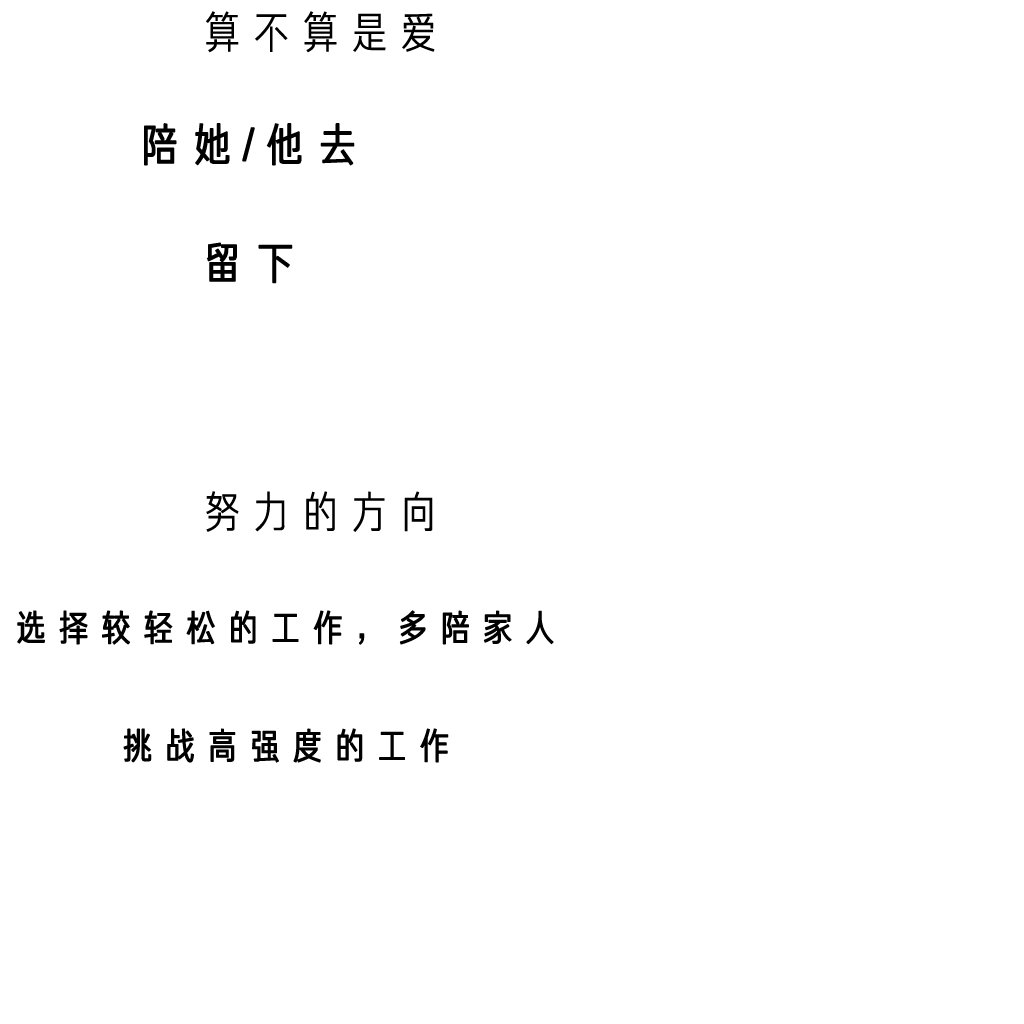 算不算是爱
陪她/他去
留下
努力的方向
选择较轻松的工作，多陪家人
挑战高强度的工作